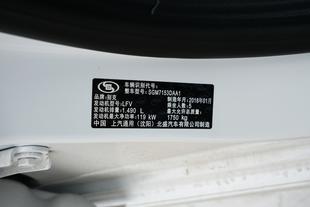 车辆识别代号:
整车型号:SGM7153DAA1
品牌:别克 制造年月:2018年01月
发动机型号:LFV 乘坐人数:5
发动机排量:1.490 L 最大允许总质量:
发动机最大净功率:119 kW 1750 kg
中国 上汽通用(沈阳)北盛汽车有限公司制造